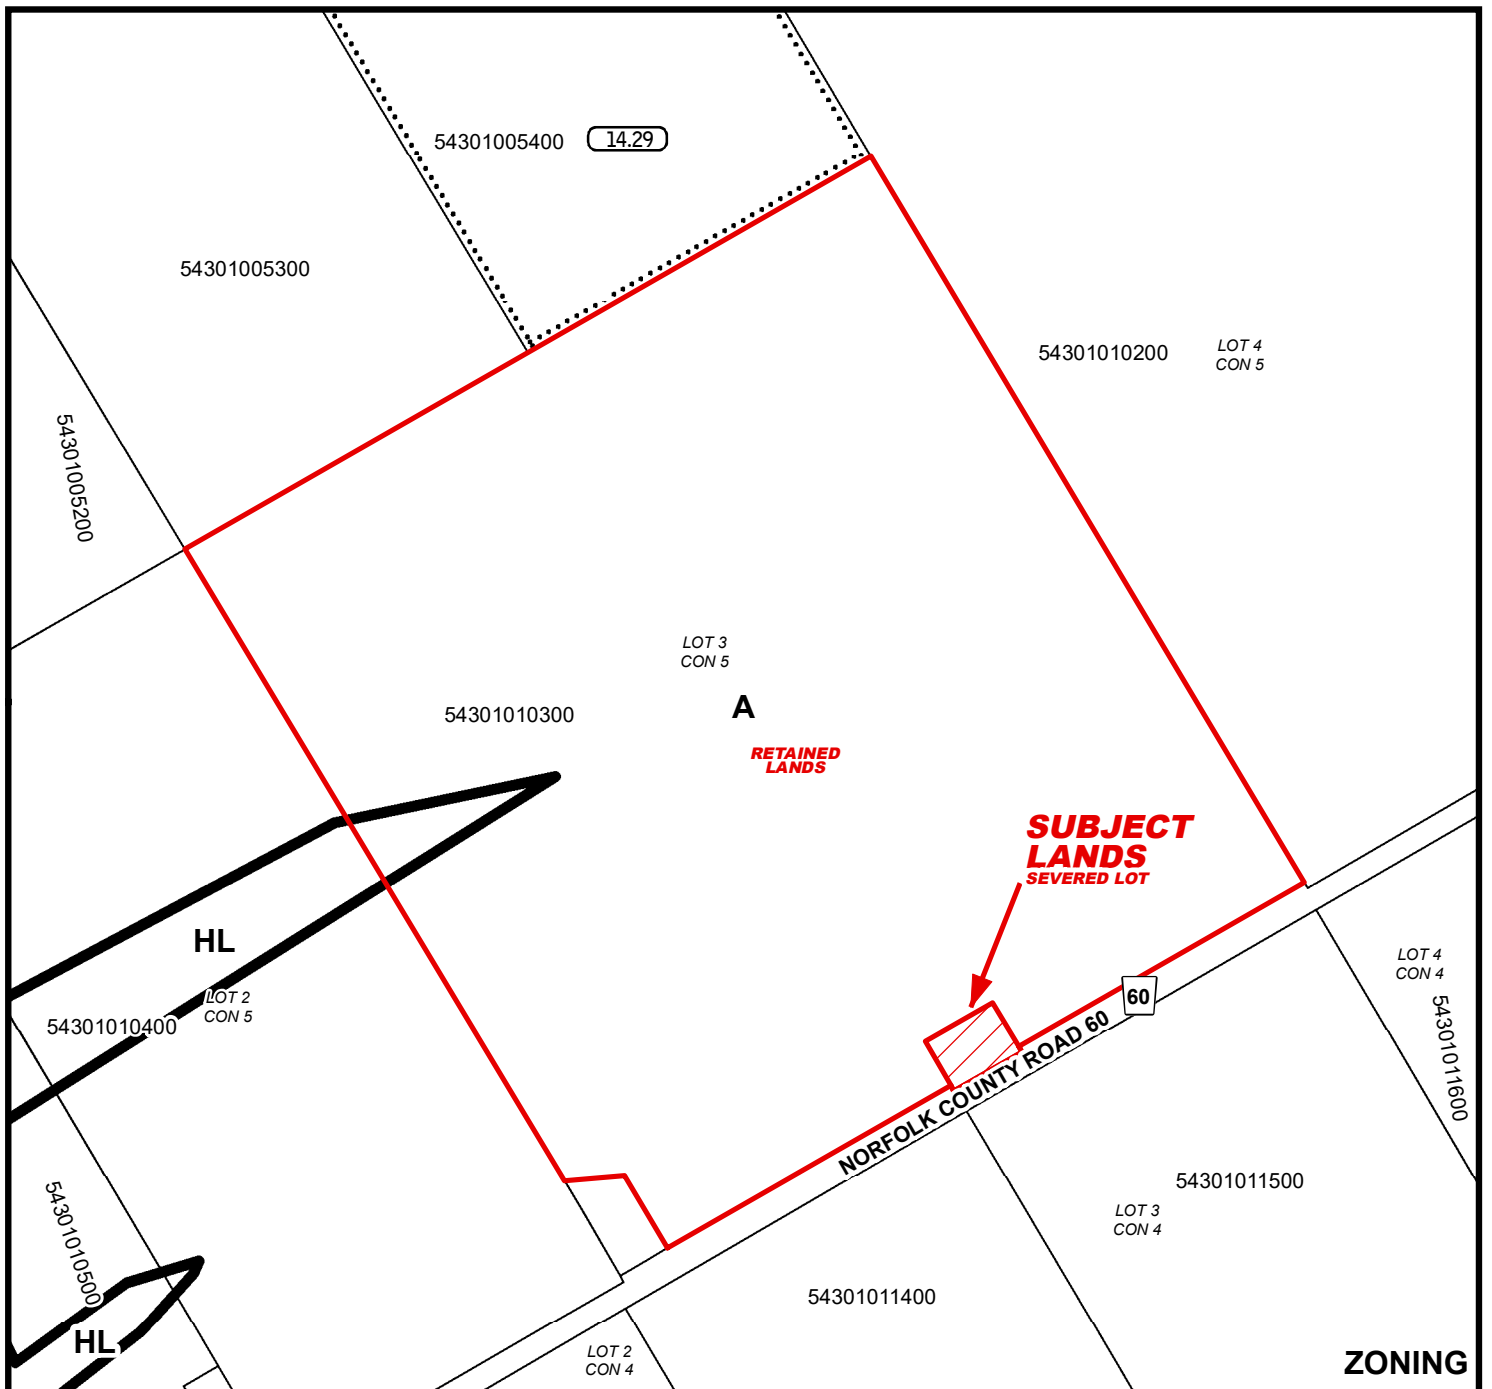 54301005400
14.29
54301005300
54301010200
LOT 4
CON 5
54301005200
LOT 3
CON 5
54301010300
A
RETAINED
LANDS
SUBJECT
LANDS
SEVERED LOT
HL
LOT 2
CON 5
54301010400
LOT 4
CON 4
60
54301011600
NORFOLK COUNTY ROAD 60
54301011500
LOT 3
CON 4
54301010500
54301011400
HL
LOT 2
CON 4
ZONING